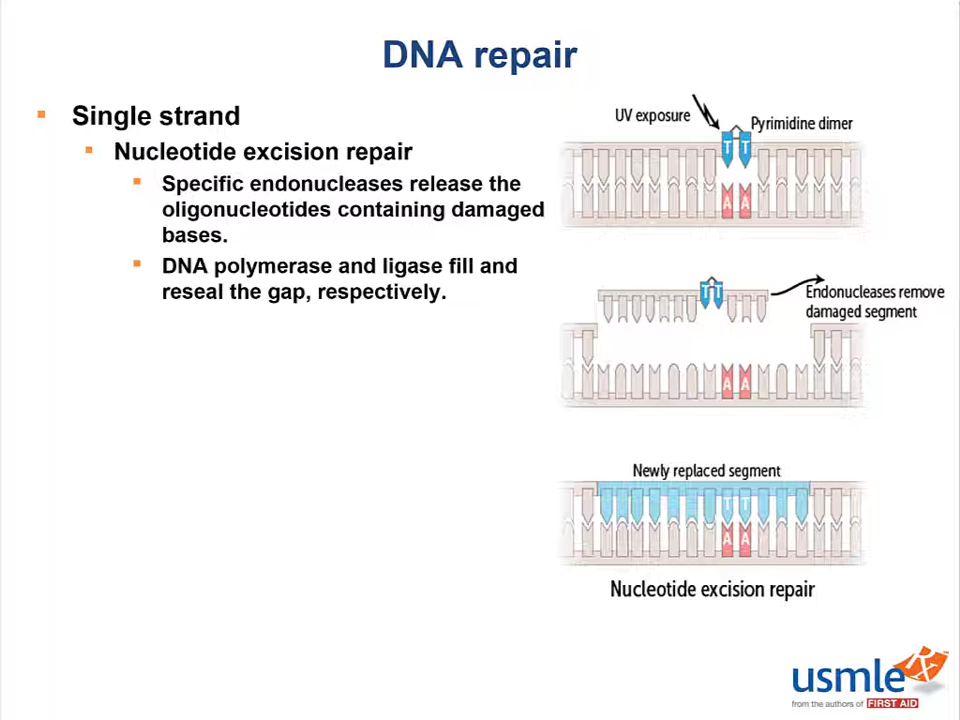 DNA repair
Single strand
Nucleotide excision repair
Specific endonucleases release the
oligonucleotides containing damaged
bases.
DNA polymerase and ligase fill and
reseal the gap, respectively.
UV exposure
Pyrimidine dimer
T T
A A
T T
Endonucleases remove
damaged segment
A A
Newly replaced segment
T T
A A
Nucleotide excision repair
usmle Rx
from the authors of FIRST AID